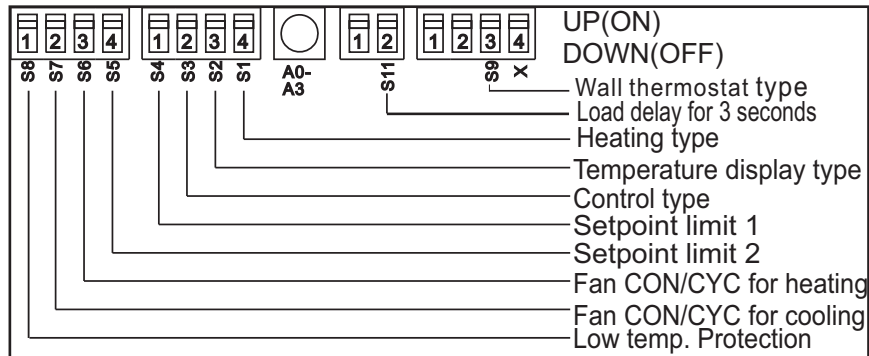 1 2 3 4 1 2 3 4 1 2 1 2 3 4 UP(ON)
DOWN(OFF)
S8 S7 S6 S5 S4 S3 S2 S1 A0- S11 S9 X
A3
Wall thermostat type
Load delay for 3 seconds
Heating type
Temperature display type
Control type
Setpoint limit 1
Setpoint limit 2
Fan CON/CYC for heating
Fan CON/CYC for cooling
Low temp. Protection